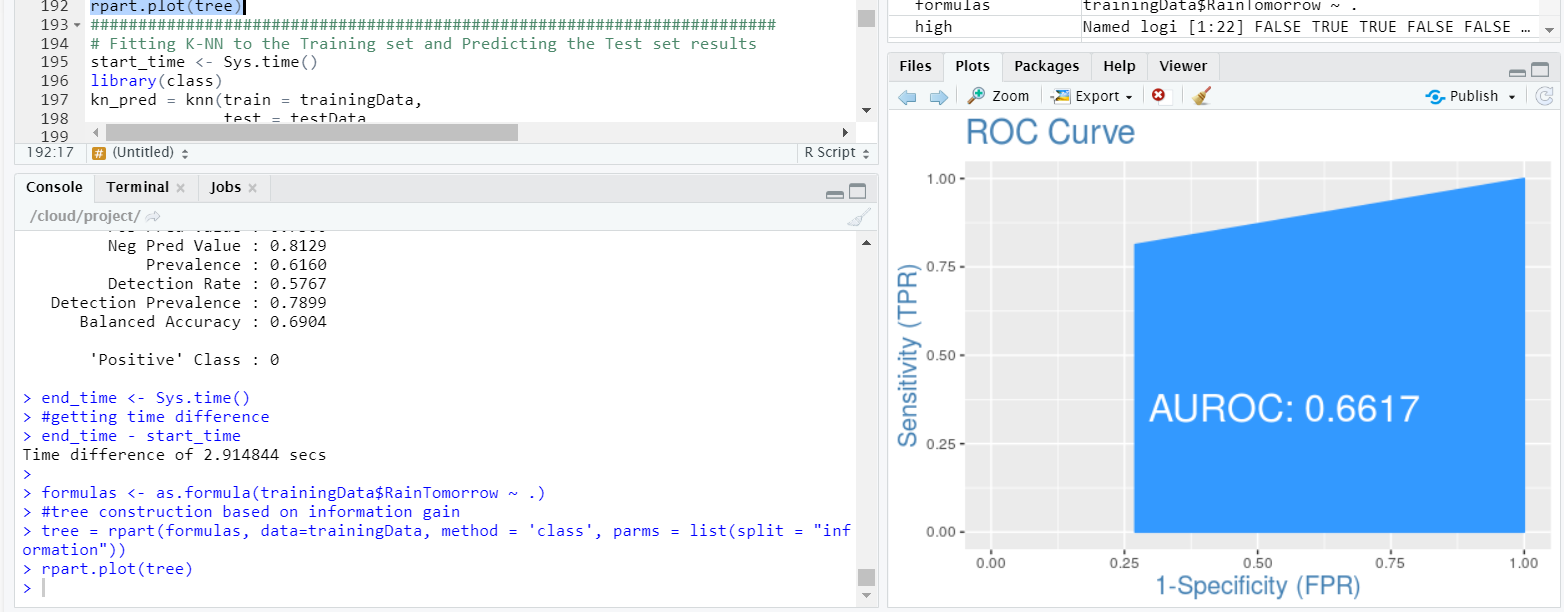 192 rpart.plot(tree)
193 ########################################################################
194 # Fitting K-NN to the Training set and Predicting the Test set results
195 start_time <- Sys.time()
196 library(class)
197 kn_pred = knn(train = trainingData,
198 test = testData
199
192:17 # (Untitled) R Script
Console Terminal Jobs
/cloud/project/
Neg Pred Value : 0.8129
Prevalence : 0.6160
Detection Rate : 0.5767
Detection Prevalence : 0.7899
Balanced Accuracy : 0.6904
'Positive' Class : 0
> end_time <- Sys.time()
> #getting time difference
> end_time - start_time
Time difference of 2.914844 secs
>
> formulas <- as.formula(trainingData$RainTomorrow ~ .)
> #tree construction based on information gain
> tree = rpart(formulas, data=trainingData, method = 'class', parms = list(split = "inf
ormation"))
> rpart.plot(tree)
>
formulas trainingData$RainTomorrow ~ .
high Named logi [1:22] FALSE TRUE TRUE FALSE FALSE …
Files Plots Packages Help Viewer
Zoom Export Publish
ROC Curve
1.00
0.75
0.50
0.25
0.00
Sensitivity (TPR)
AUROC: 0.6617
0.00 0.25 0.50 0.75 1.00
1-Specificity (FPR)